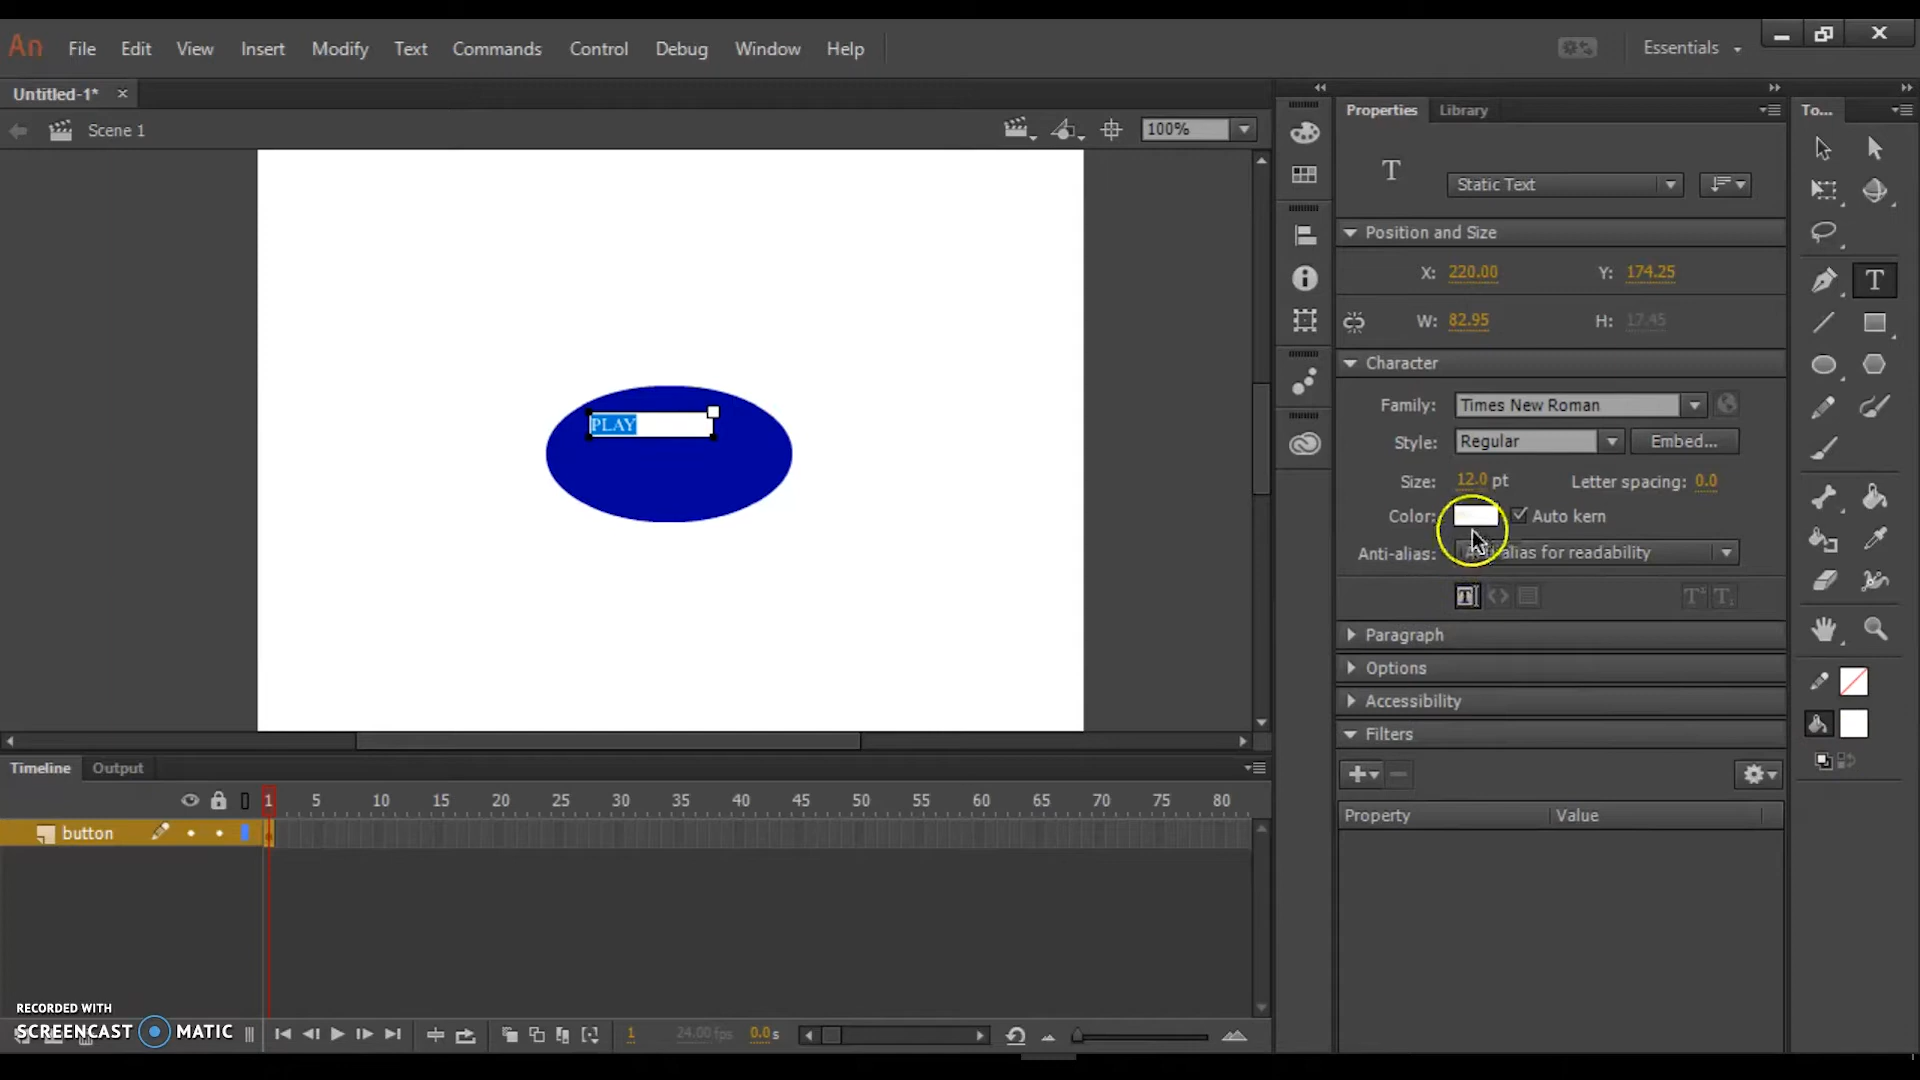 An File Edit View Insert Modify Text Commands Control Debug Window Help Essentials
Untitled-1* ×
Scene 1 100%
PLAY
Properties Library
T Static Text
Position and Size
X: 220.00 Y: 174.25
W: 82.95 H: 17.45
Character
Family: Times New Roman
Style: Regular Embed...
Size: 12.0 pt Letter spacing: 0.0
Color: Auto kern
Anti-alias: Anti-alias for readability
Paragraph
Options
Accessibility
Filters
Property Value
To...
Timeline Output
1 5 10 15 20 25 30 35 40 45 50 55 60 65 70 75 80
button
RECORDED WITH
SCREENCAST MATIC
1 24.00 fps 0.0 s